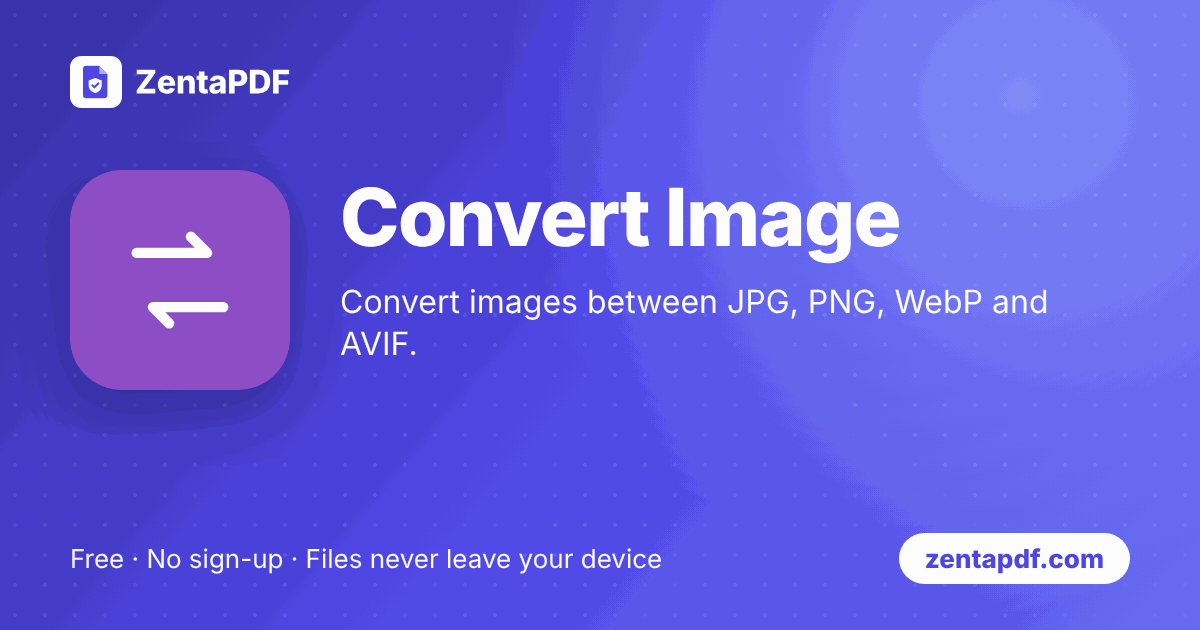 ZentaPDF
Convert Image
Convert images between JPG, PNG, WebP and
AVIF.
Free · No sign-up · Files never leave your device
zentapdf.com